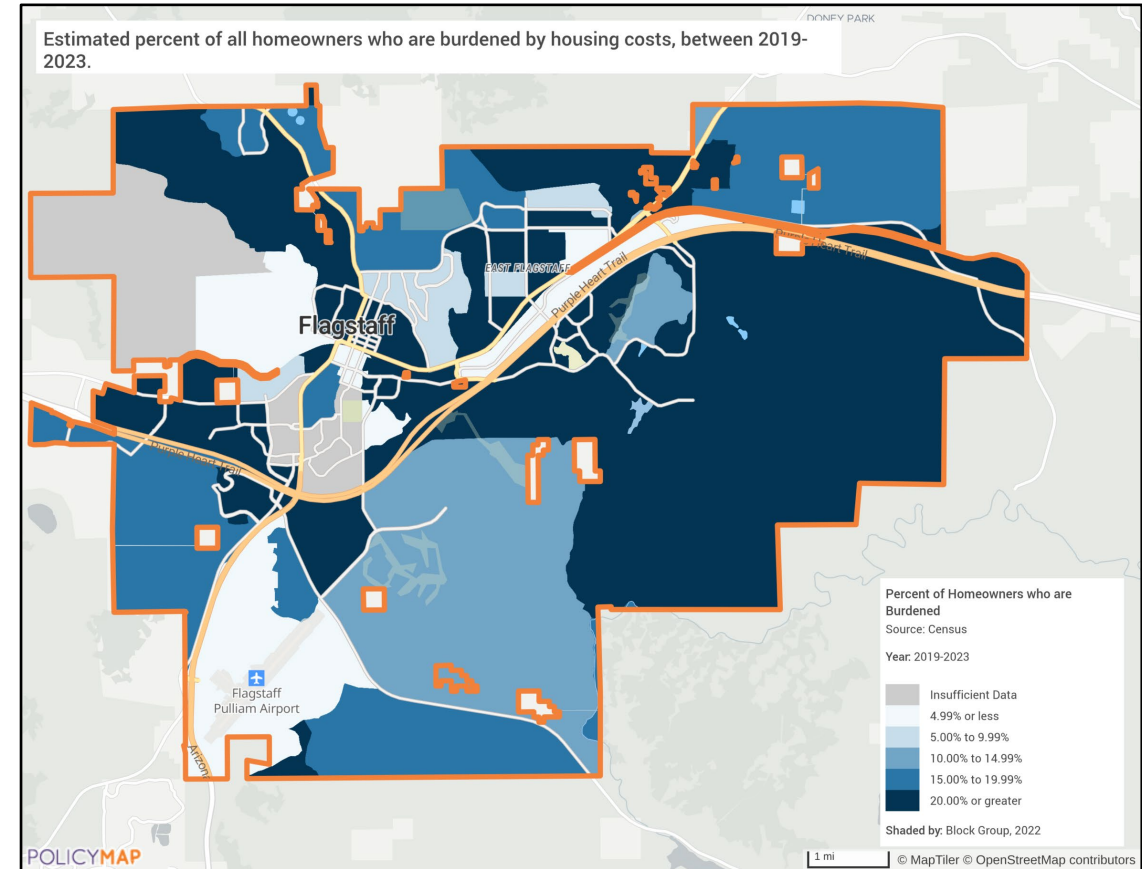 DONEY PARK
Estimated percent of all homeowners who are burdened by housing costs, between 2019-
2023.
Purple Heart Trail
EAST FLAGSTAFF
Purple Heart Trail
Flagstaff
Purple Heart Trail
Flagstaff
Pulliam Airport
Arizona
Percent of Homeowners who are
Burdened
Source: Census
Year: 2019-2023
Insufficient Data
4.99% or less
5.00% to 9.99%
10.00% to 14.99%
15.00% to 19.99%
20.00% or greater
Shaded by: Block Group, 2022
POLICYMAP
1 mi
© MapTiler © OpenStreetMap contributors